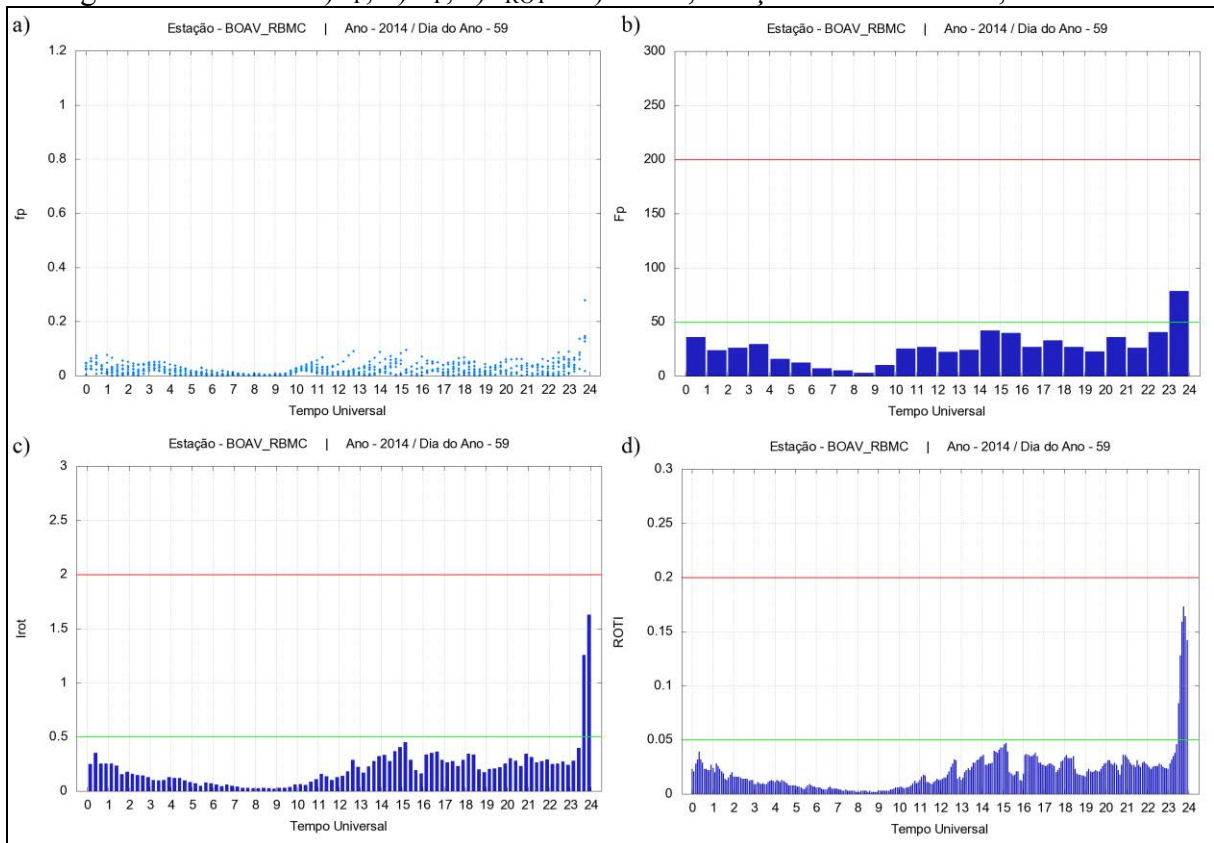 a)
Estação - BOAV_RBMC | Ano - 2014 / Dia do Ano - 59
1.2
1
0.8
0.6
0.4
0.2
0
fp
0 1 2 3 4 5 6 7 8 9 10 11 12 13 14 15 16 17 18 19 20 21 22 23 24
Tempo Universal
b)
Estação - BOAV_RBMC | Ano - 2014 / Dia do Ano - 59
300
250
200
150
100
50
0
Fp
0 1 2 3 4 5 6 7 8 9 10 11 12 13 14 15 16 17 18 19 20 21 22 23 24
Tempo Universal
c)
Estação - BOAV_RBMC | Ano - 2014 / Dia do Ano - 59
3
2.5
2
1.5
1
0.5
0
Irot
0 1 2 3 4 5 6 7 8 9 10 11 12 13 14 15 16 17 18 19 20 21 22 23 24
Tempo Universal
d)
Estação - BOAV_RBMC | Ano - 2014 / Dia do Ano - 59
0.3
0.25
0.2
0.15
0.1
0.05
0
ROTI
0 1 2 3 4 5 6 7 8 9 10 11 12 13 14 15 16 17 18 19 20 21 22 23 24
Tempo Universal